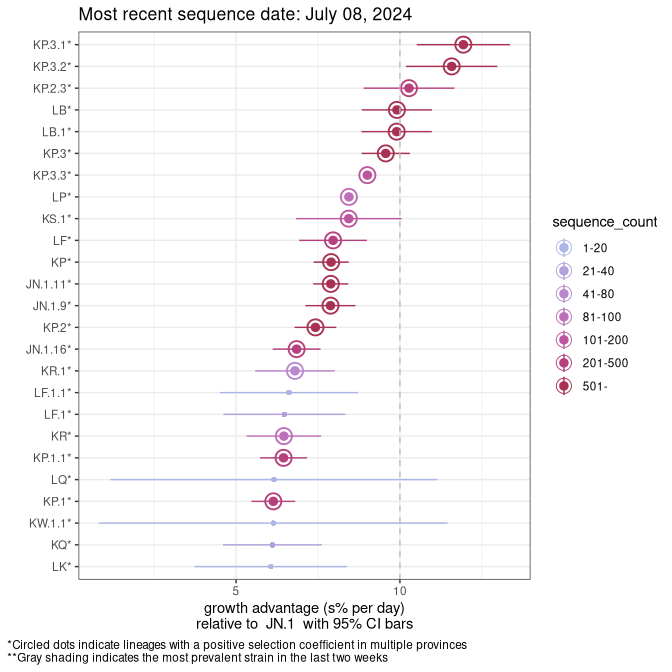 Most recent sequence date: July 08, 2024
KP.3.1*
KP.3.2*
KP.2.3*
LB*
LB.1*
KP.3*
KP.3.3*
LP*
KS.1*
LF*
KP*
JN.1.11*
JN.1.9*
KP.2*
JN.1.16*
KR.1*
LF.1.1*
LF.1*
KR*
KP.1.1*
LQ*
KP.1*
KW.1.1*
KQ*
LK*
5 10
growth advantage (s% per day)
relative to JN.1 with 95% CI bars
sequence_count
1-20
21-40
41-80
81-100
101-200
201-500
501-
*Circled dots indicate lineages with a positive selection coefficient in multiple provinces
**Gray shading indicates the most prevalent strain in the last two weeks